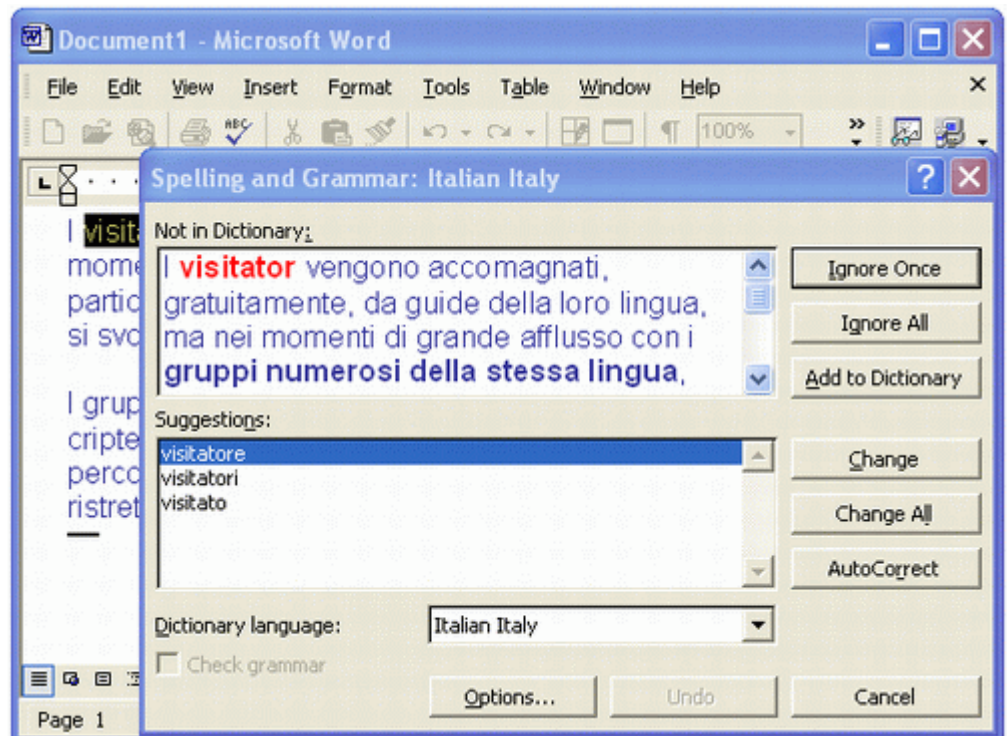 Document1 - Microsoft Word
File Edit View Insert Format Tools Table Window Help
ABC 100%
Spelling and Grammar: Italian Italy
I visita
mome
partic
si svo
I grup
cripte
perco
ristret
Not in Dictionary:
I visitator vengono accomagnati,
gratuitamente, da guide della loro lingua,
ma nei momenti di grande afflusso con i
gruppi numerosi della stessa lingua,
Ignore Once
Ignore All
Add to Dictionary
Suggestions:
visitatore
visitatori
visitato
Change
Change All
AutoCorrect
Dictionary language: Italian Italy
Check grammar
Options... Undo Cancel
Page 1